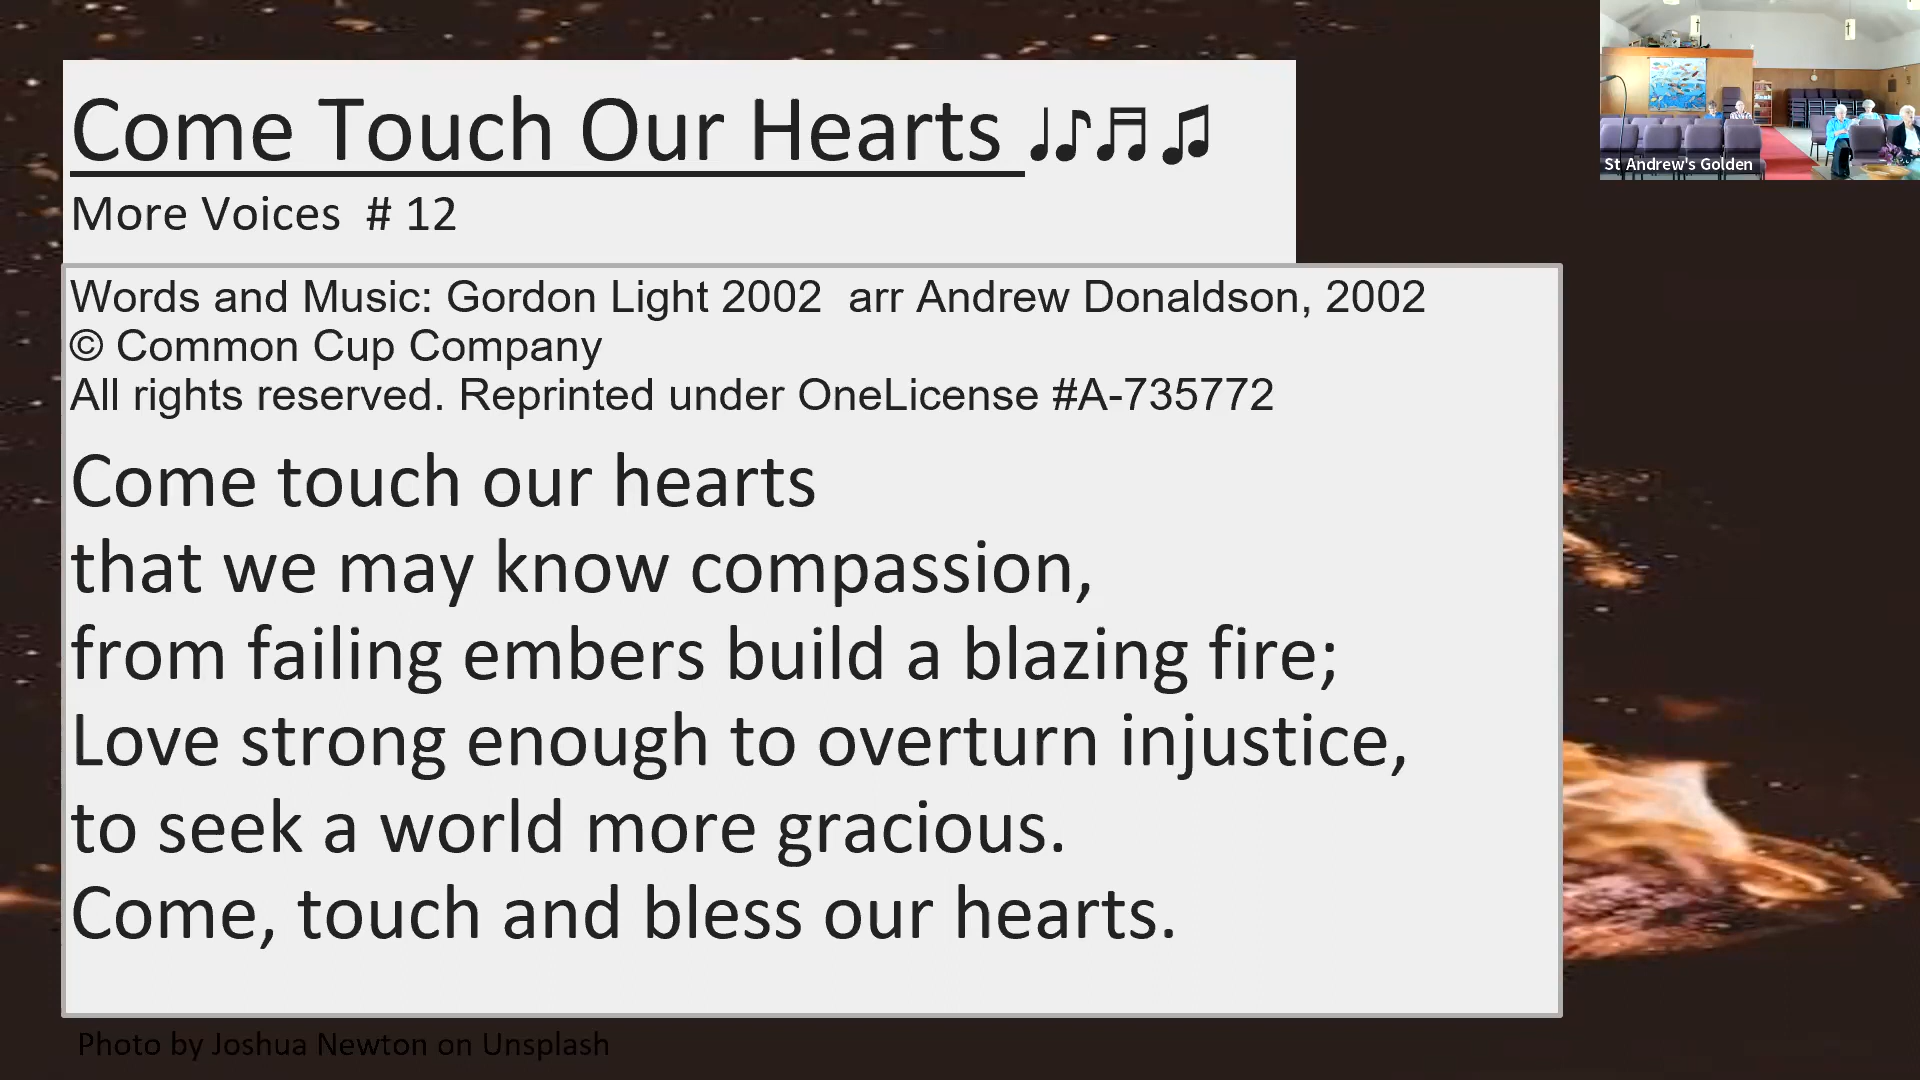 Come Touch Our Hearts ♩♪♬♫
More Voices  # 12
Words and Music: Gordon Light 2002  arr Andrew Donaldson, 2002
© Common Cup Company
All rights reserved. Reprinted under OneLicense #A-735772
Come touch our hearts
that we may know compassion,
from failing embers build a blazing fire;
Love strong enough to overturn injustice,
to seek a world more gracious.
Come, touch and bless our hearts.
Photo by Joshua Newton on Unsplash
St Andrew's Golden